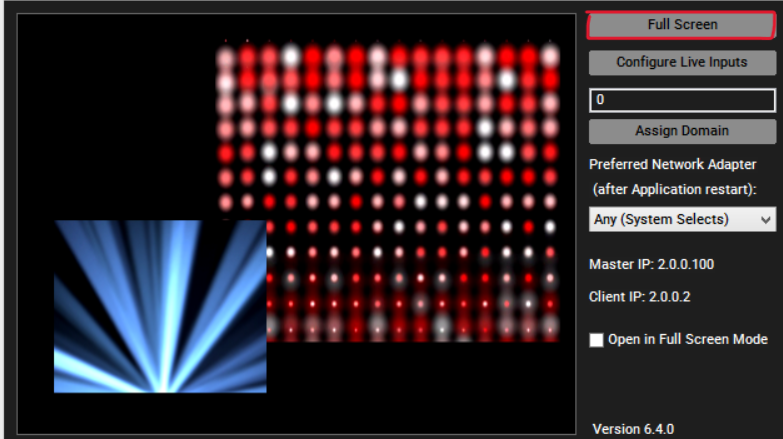 Full Screen
Configure Live Inputs
0
Assign Domain
Preferred Network Adapter
(after Application restart):
Any (System Selects)
Master IP: 2.0.0.100
Client IP: 2.0.0.2
Open in Full Screen Mode
Version 6.4.0